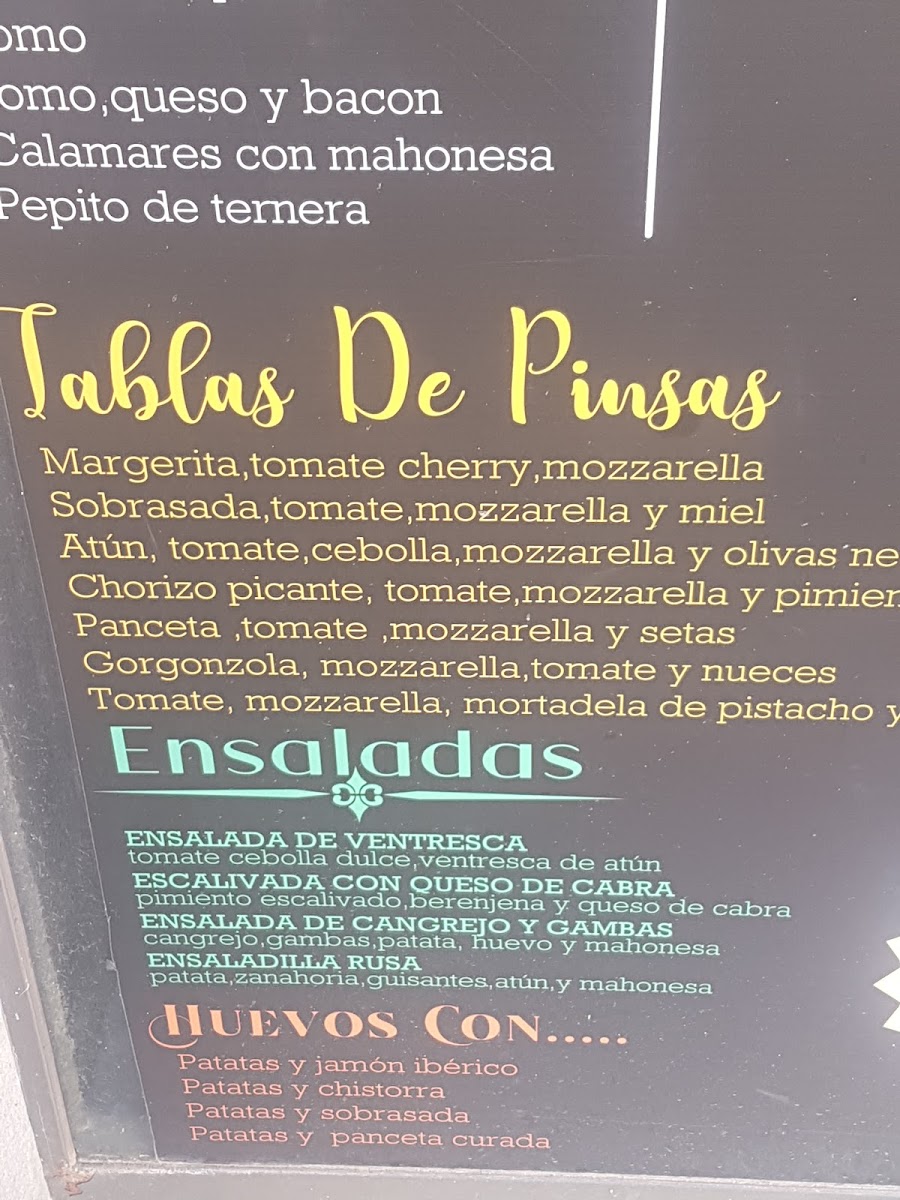 omo
omo,queso y bacon
Calamares con mahonesa
Pepito de ternera
Tablas De Pinsas
Margerita,tomate cherry,mozzarella
Sobrasada,tomate,mozzarella y miel
Atún, tomate,cebolla,mozzarella y olivas ne
Chorizo picante, tomate,mozzarella y pimien
Panceta ,tomate ,mozzarella y setas
Gorgonzola, mozzarella,tomate y nueces
Tomate, mozzarella, mortadela de pistacho y
Ensaladas
ENSALADA DE VENTRESCA
tomate cebolla dulce,ventresca de atún
ESCALIVADA CON QUESO DE CABRA
pimiento escalivado,berenjena y queso de cabra
ENSALADA DE CANGREJO Y GAMBAS
cangrejo,gambas,patata, huevo y mahonesa
ENSALADILLA RUSA
patata,zanahoria,guisantes,atún,y mahonesa
HUEVOS CON.....
Patatas y jamón ibérico
Patatas y chistorra
Patatas y sobrasada
Patatas y panceta curada